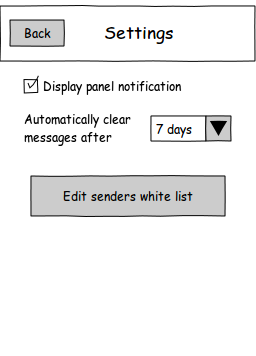 Back
Settings
Display panel notification
Automatically clear
messages after
7 days
Edit senders white list